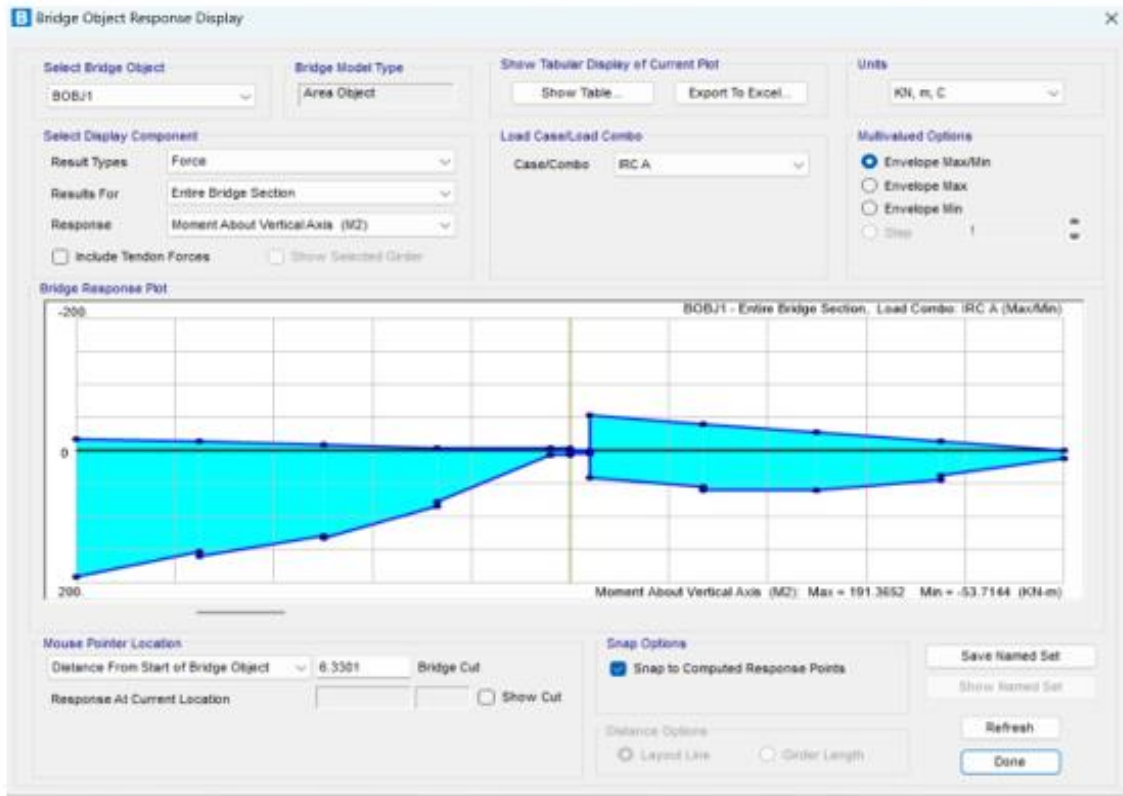 Bridge Object Response Display
Select Bridge Object
BOBJ1
Bridge Model Type
Area Object
Show Tabular Display of Current Plot
Show Table...
Export To Excel...
Units
KN, m, C
Select Display Component
Result Types
Force
Results For
Entire Bridge Section
Response
Moment About Vertical Axis (M2)
Include Tendon Forces
Show Selected Girder
Load Case/Load Combo
Case/Combo
IRC A
Multivalued Options
Envelope Max/Min
Envelope Max
Envelope Min
Step
1
Bridge Response Plot
-200.
BOBJ1 - Entire Bridge Section, Load Combo: IRC A (Max/Min)
0
200.
Moment About Vertical Axis (M2): Max = 191.3652 Min = -53.7144 (KN-m)
Mouse Pointer Location
Distance From Start of Bridge Object
6.3301
Bridge Cut
Response At Current Location
Show Cut
Snap Options
Snap to Computed Response Points
Distance Options
Layout Line
Girder Length
Save Named Set
Show Named Set
Refresh
Done